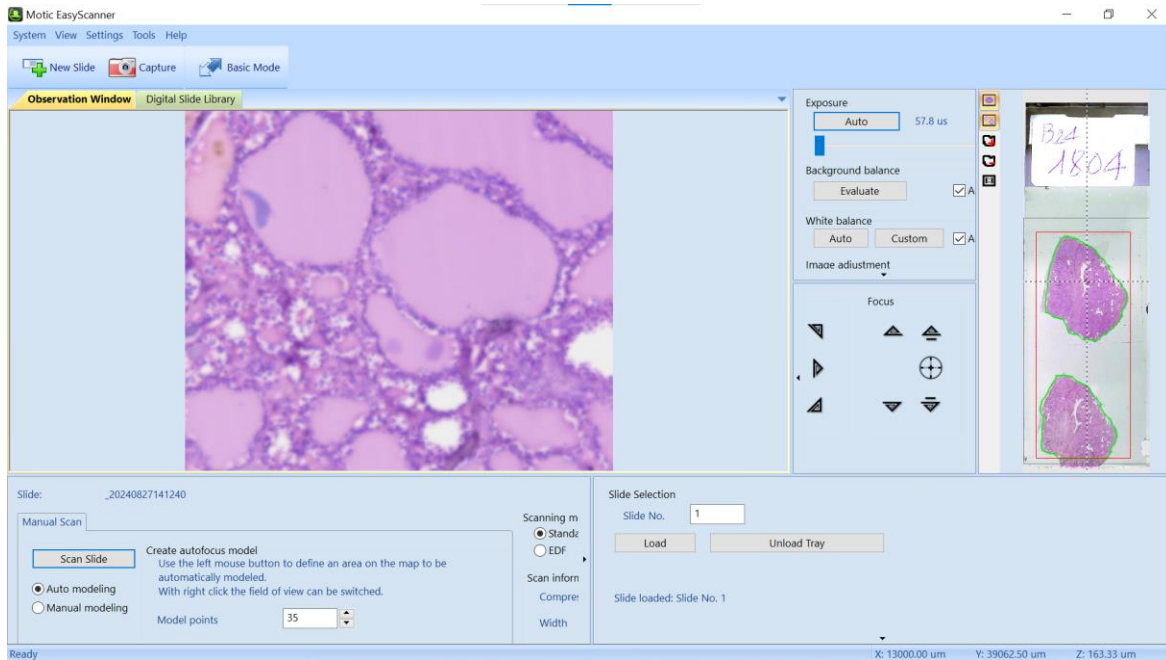 Motic EasyScanner
System View Settings Tools Help
New Slide Capture Basic Mode
Observation Window Digital Slide Library
Exposure
Auto 57.8 us
Background balance
Evaluate A
White balance
Auto Custom A
Image adjustment
Focus
B24
1804
Slide: _20240827141240
Manual Scan
Scan Slide
Auto modeling
Manual modeling
Create autofocus model
Use the left mouse button to define an area on the map to be
automatically modeled.
With right click the field of view can be switched.
Model points 35
Scanning m
Standa
EDF
Scan inform
Compre
Width
Slide Selection
Slide No. 1
Load Unload Tray
Slide loaded: Slide No. 1
Ready X: 13000.00 um Y: 39062.50 um Z: 163.33 um